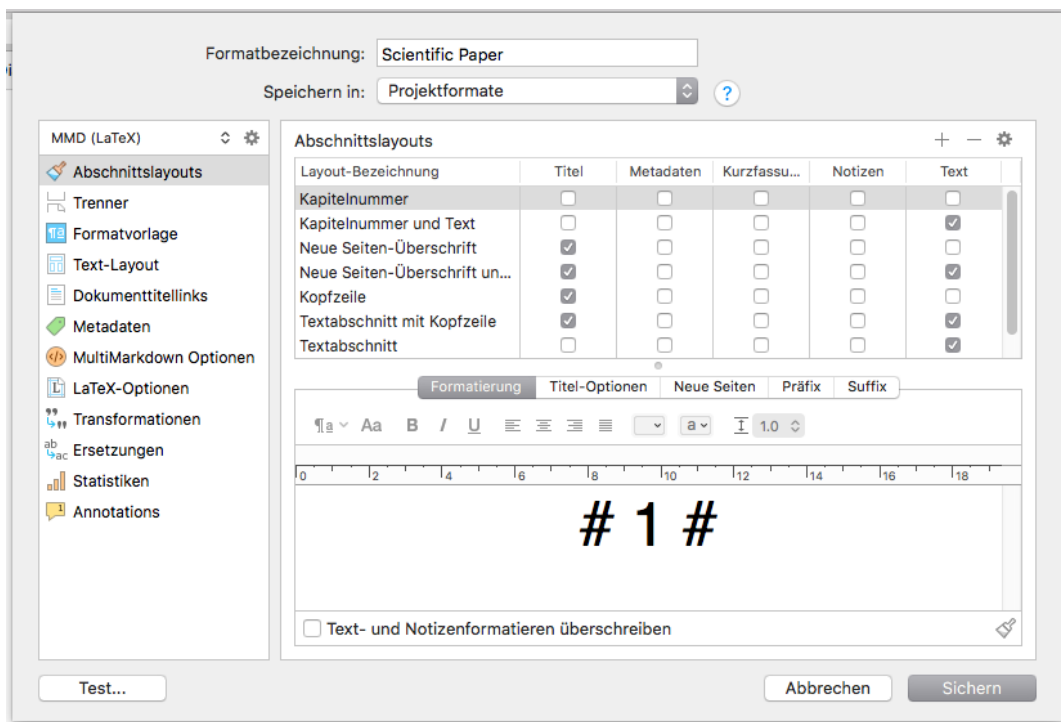 Formatbezeichnung: Scientific Paper
Speichern in: Projektformate ?
MMD (LaTeX)
Abschnittslayouts
Trenner
Formatvorlage
Text-Layout
Dokumenttitellinks
Metadaten
MultiMarkdown Optionen
LaTeX-Optionen
Transformationen
Ersetzungen
Statistiken
Annotations
Abschnittslayouts
Layout-Bezeichnung Titel Metadaten Kurzfassu... Notizen Text
Kapitelnummer
Kapitelnummer und Text
Neue Seiten-Überschrift
Neue Seiten-Überschrift un...
Kopfzeile
Textabschnitt mit Kopfzeile
Textabschnitt
Formatierung Titel-Optionen Neue Seiten Präfix Suffix
¶a Aa B I U a 1.0
0 2 4 6 8 10 12 14 16 18
# 1 #
Text- und Notizenformatieren überschreiben
Test... Abbrechen Sichern